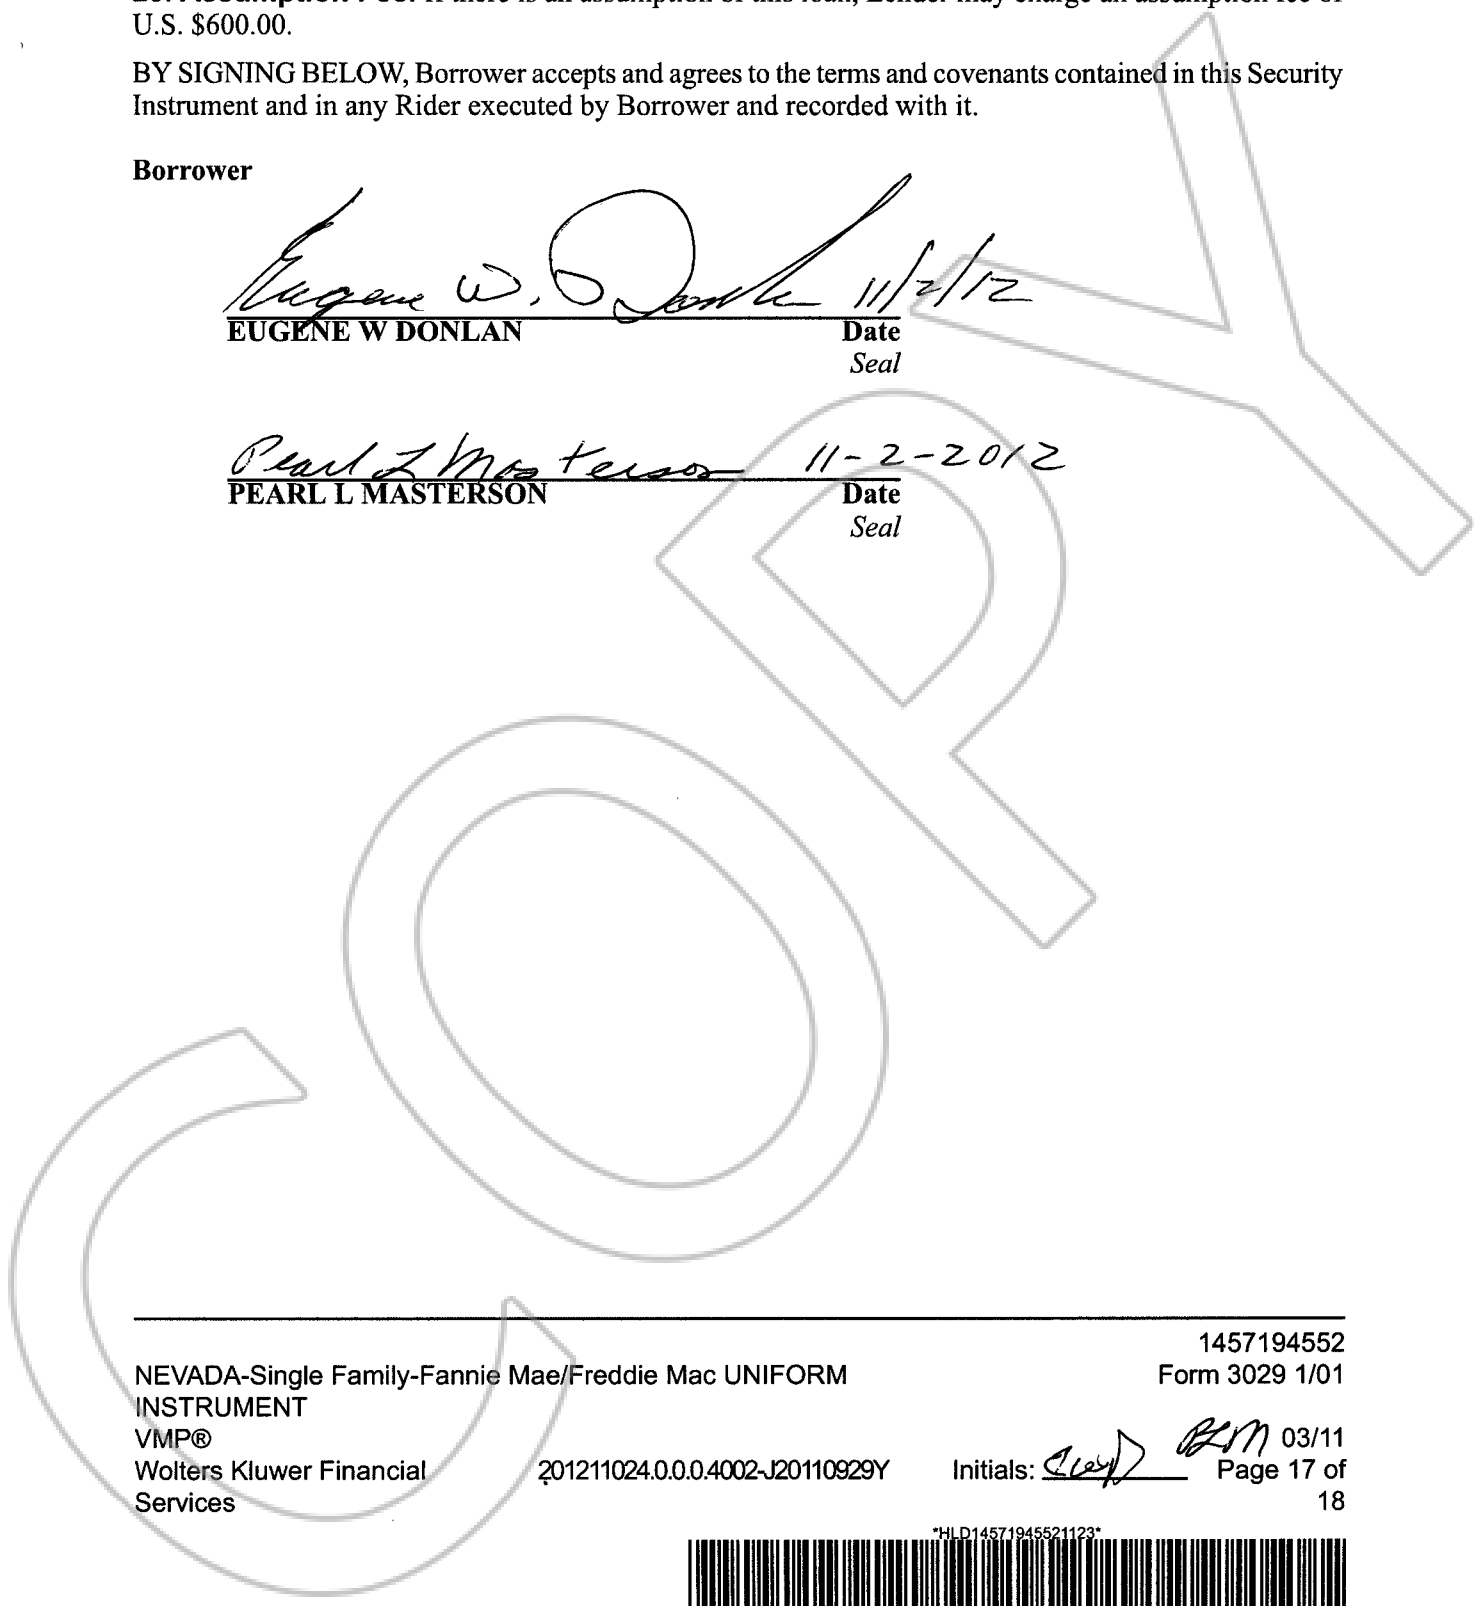 U.S. $600.00.
BY SIGNING BELOW, Borrower accepts and agrees to the terms and covenants contained in this Security
Instrument and in any Rider executed by Borrower and recorded with it.
Borrower
Eugene W. Donlan 11/2/12
EUGENE W DONLAN Date
Seal
Pearl L Masterson 11-2-2012
PEARL L MASTERSON Date
Seal
COPY
1457194552
NEVADA-Single Family-Fannie Mae/Freddie Mac UNIFORM Form 3029 1/01
INSTRUMENT
VMP® PLM 03/11
Wolters Kluwer Financial 201211024.0.0.0.4002-J20110929Y Initials: Page 17 of
Services 18
*HLD14571945521123*